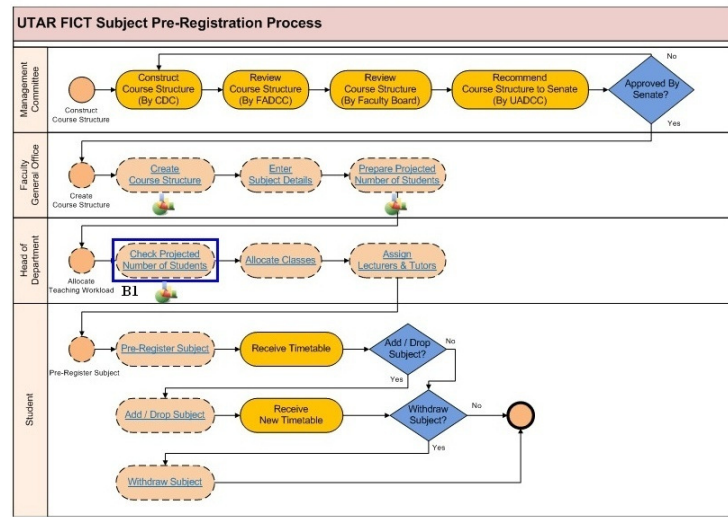 UTAR FICT Subject Pre-Registration Process
Management
Committee
Construct
Course Structure
Construct
Course Structure
(By CDC)
Review
Course Structure
(By FADCC)
Review
Course Structure
(By Faculty Board)
Recommend
Course Structure to Senate
(By UADCC)
Approved By
Senate?
No
Yes
Faculty
General Office
Create
Course Structure
Create
Course Structure
Enter
Subject Details
Prepare Projected
Number of Students
Head of
Department
Allocate
Teaching Workload
Check Projected
Number of Students
B1
Allocate Classes
Assign
Lecturers & Tutors
Student
Pre-Register Subject
Pre-Register Subject
Receive Timetable
Add / Drop
Subject?
No
Yes
Add / Drop Subject
Receive
New Timetable
Withdraw
Subject?
No
Yes
Withdraw Subject